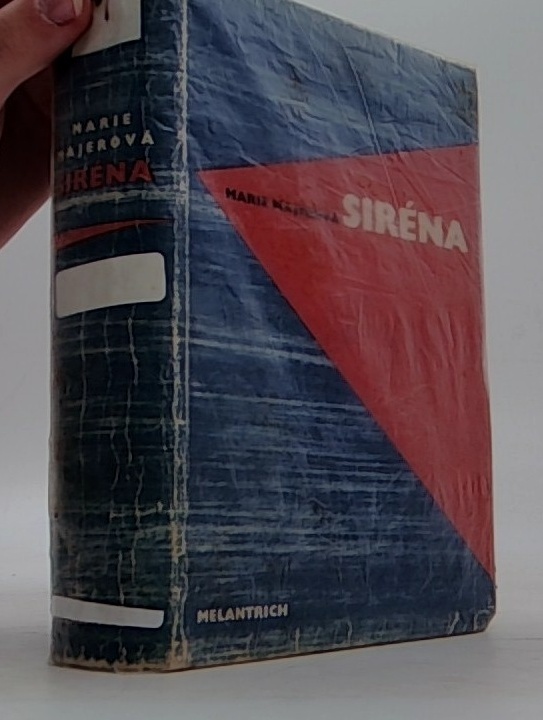 MARIE
MAJEROVÁ
SIRÉNA
MARIE MAJEROVÁ SIRÉNA
MELANTRICH